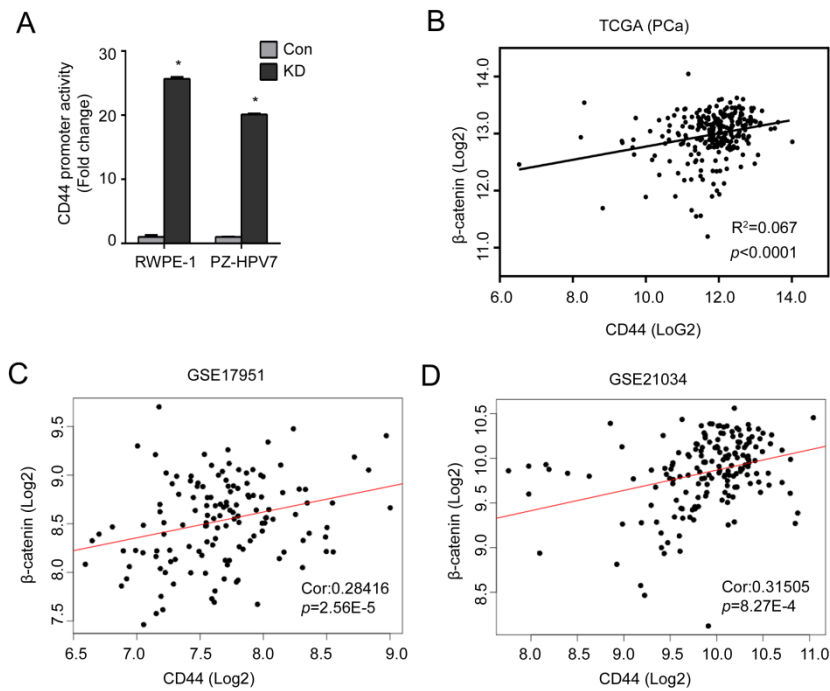 A
CD44 promoter activity
(Fold change)
30
20
10
0
Con
KD
*
*
RWPE-1
PZ-HPV7
B
TCGA (PCa)
β-catenin (Log2)
14.0
13.0
12.0
11.0
R²=0.067
p<0.0001
6.0 8.0 10.0 12.0 14.0
CD44 (LoG2)
C
GSE17951
β-catenin (Log2)
9.5
9.0
8.5
8.0
7.5
Cor:0.28416
p=2.56E-5
6.5 7.0 7.5 8.0 8.5 9.0
CD44 (Log2)
D
GSE21034
β-catenin (Log2)
10.5
10.0
9.5
9.0
8.5
Cor:0.31505
p=8.27E-4
8.0 8.5 9.0 9.5 10.0 10.5 11.0
CD44 (Log2)